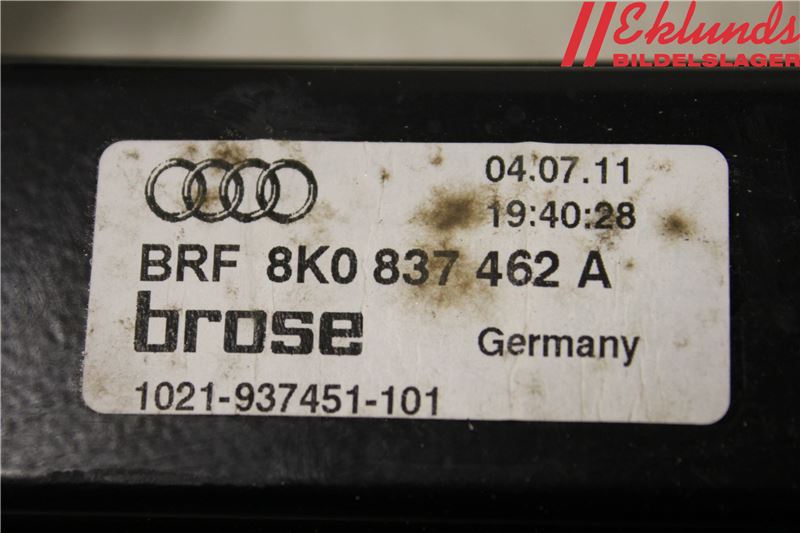 Eklunds
BILDELSLAGER
04.07.11
19:40:28
BRF 8K0 837 462 A
brose
Germany
1021-937451-101